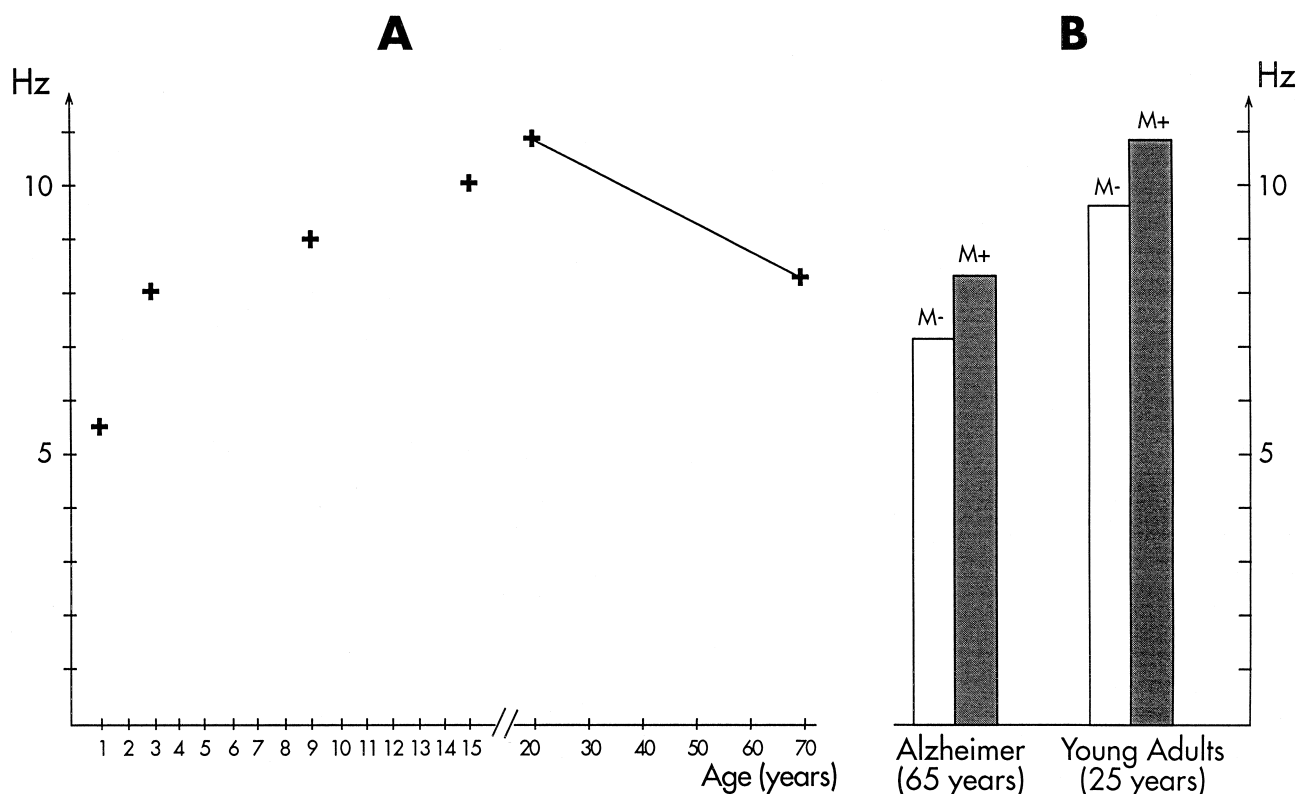 A
B
Hz
Hz
M+
10
M-
10
M+
M-
5
5
1 2 3 4 5 6 7 8 9 10 11 12 13 14 15 20 30 40 50 60 70
Age (years)
Alzheimer
(65 years)
Young Adults
(25 years)